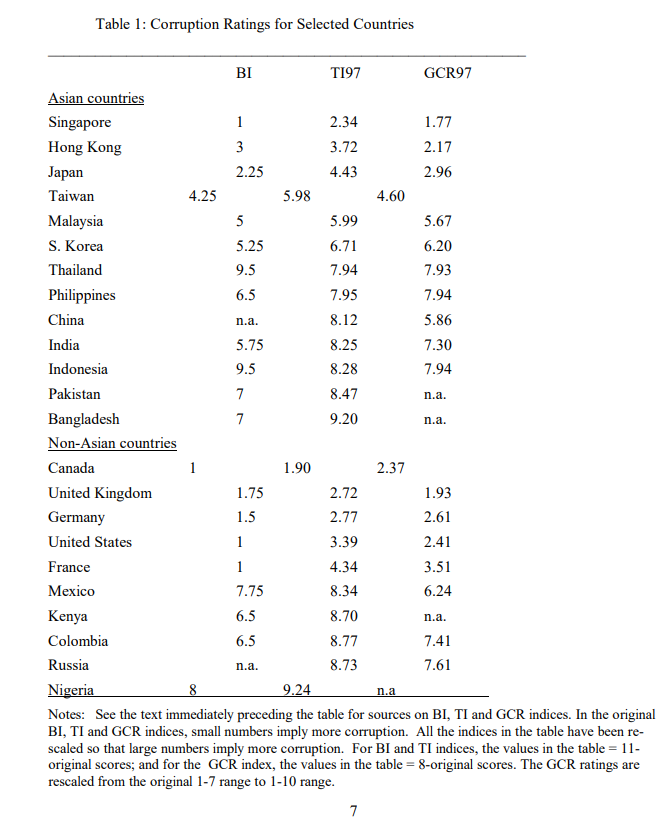 Table 1: Corruption Ratings for Selected Countries
BI TI97 GCR97
Asian countries
Singapore 1 2.34 1.77
Hong Kong 3 3.72 2.17
Japan 2.25 4.43 2.96
Taiwan 4.25 5.98 4.60
Malaysia 5 5.99 5.67
S. Korea 5.25 6.71 6.20
Thailand 9.5 7.94 7.93
Philippines 6.5 7.95 7.94
China n.a. 8.12 5.86
India 5.75 8.25 7.30
Indonesia 9.5 8.28 7.94
Pakistan 7 8.47 n.a.
Bangladesh 7 9.20 n.a.
Non-Asian countries
Canada 1 1.90 2.37
United Kingdom 1.75 2.72 1.93
Germany 1.5 2.77 2.61
United States 1 3.39 2.41
France 1 4.34 3.51
Mexico 7.75 8.34 6.24
Kenya 6.5 8.70 n.a.
Colombia 6.5 8.77 7.41
Russia n.a. 8.73 7.61
Nigeria 8 9.24 n.a
Notes: See the text immediately preceding the table for sources on BI, TI and GCR indices. In the original
BI, TI and GCR indices, small numbers imply more corruption. All the indices in the table have been re-
scaled so that large numbers imply more corruption. For BI and TI indices, the values in the table = 11-
original scores; and for the GCR index, the values in the table = 8-original scores. The GCR ratings are
rescaled from the original 1-7 range to 1-10 range.
7